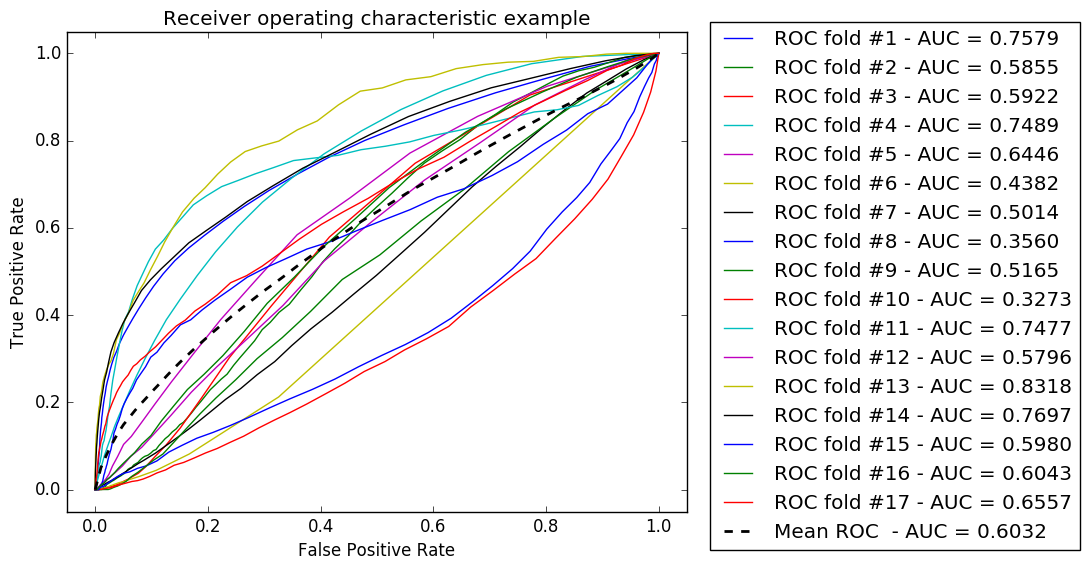 Receiver operating characteristic example
True Positive Rate
1.0
0.8
0.6
0.4
0.2
0.0
0.0 0.2 0.4 0.6 0.8 1.0
False Positive Rate
ROC fold #1 - AUC = 0.7579
ROC fold #2 - AUC = 0.5855
ROC fold #3 - AUC = 0.5922
ROC fold #4 - AUC = 0.7489
ROC fold #5 - AUC = 0.6446
ROC fold #6 - AUC = 0.4382
ROC fold #7 - AUC = 0.5014
ROC fold #8 - AUC = 0.3560
ROC fold #9 - AUC = 0.5165
ROC fold #10 - AUC = 0.3273
ROC fold #11 - AUC = 0.7477
ROC fold #12 - AUC = 0.5796
ROC fold #13 - AUC = 0.8318
ROC fold #14 - AUC = 0.7697
ROC fold #15 - AUC = 0.5980
ROC fold #16 - AUC = 0.6043
ROC fold #17 - AUC = 0.6557
Mean ROC  - AUC = 0.6032